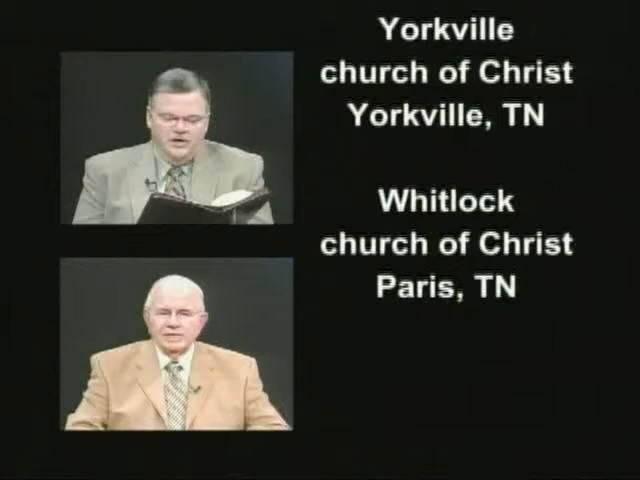 Yorkville
church of Christ
Yorkville, TN
Whitlock
church of Christ
Paris, TN